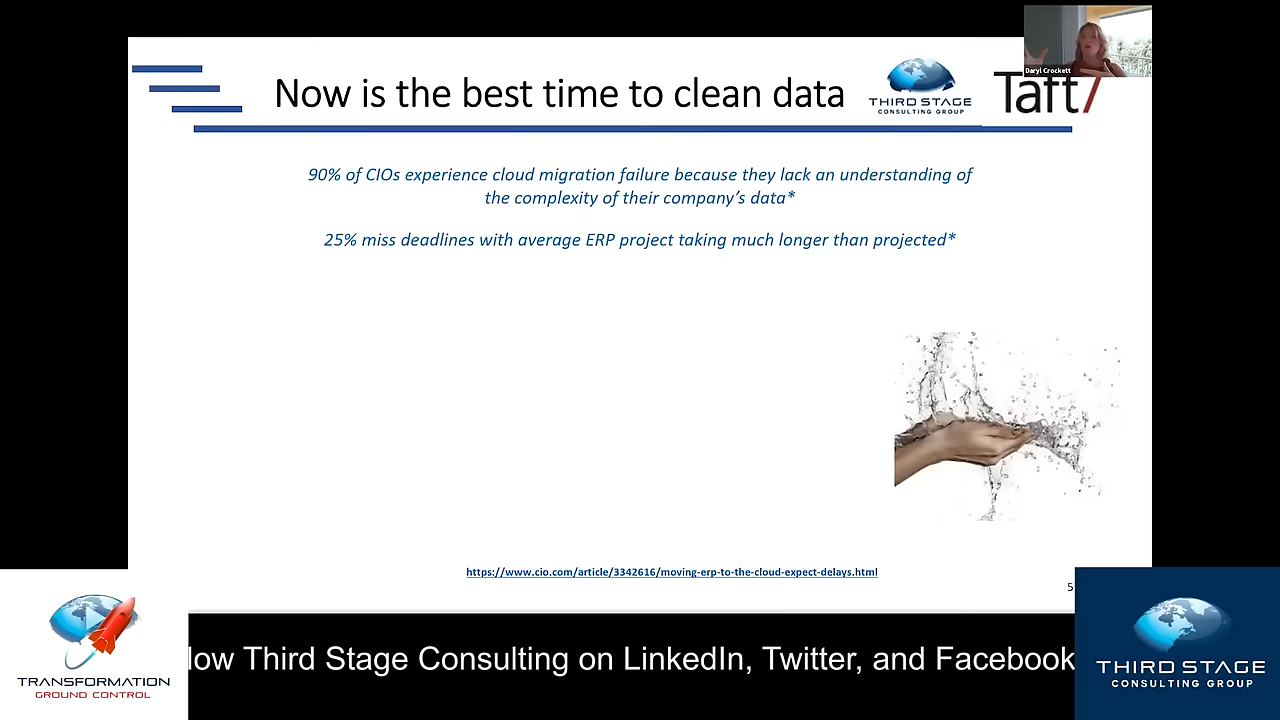 Daryl Crockett
Now is the best time to clean data
THIRD STAGE
CONSULTING GROUP
Taft7
90% of CIOs experience cloud migration failure because they lack an understanding of
the complexity of their company's data*
25% miss deadlines with average ERP project taking much longer than projected*
https://www.cio.com/article/3342616/moving-erp-to-the-cloud-expect-delays.html
5
TRANSFORMATION
GROUND CONTROL
low Third Stage Consulting on LinkedIn, Twitter, and Facebook
THIRD STAGE
CONSULTING GROUP